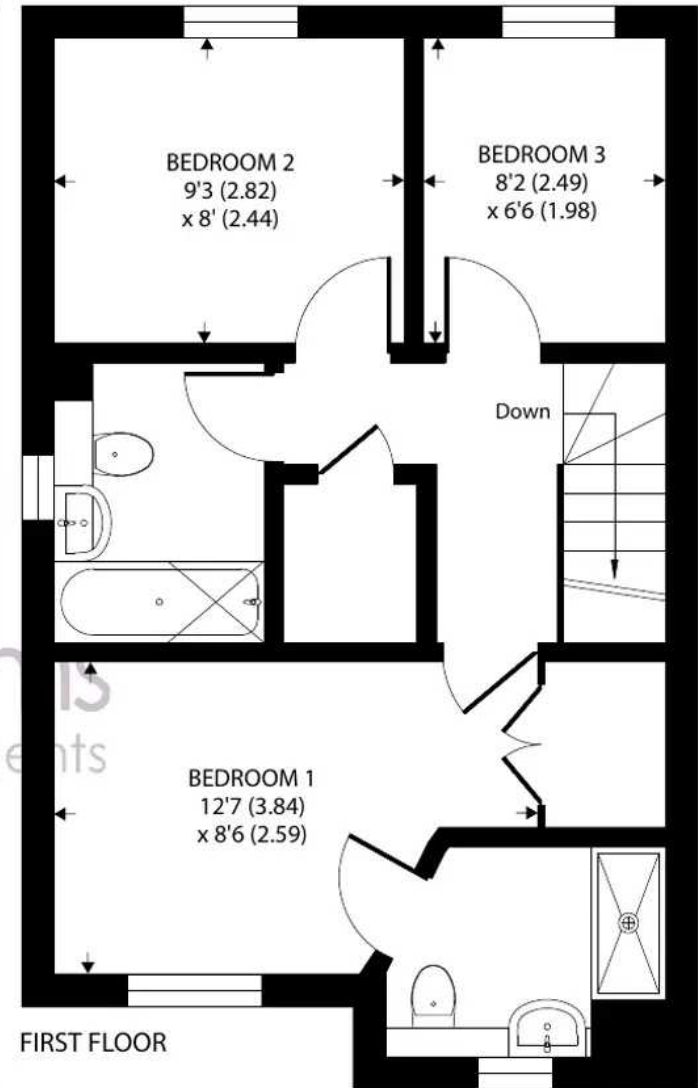 BEDROOM 2
9'3 (2.82)
x 8' (2.44)
BEDROOM 3
8'2 (2.49)
x 6'6 (1.98)
Down
BEDROOM 1
12'7 (3.84)
x 8'6 (2.59)
FIRST FLOOR